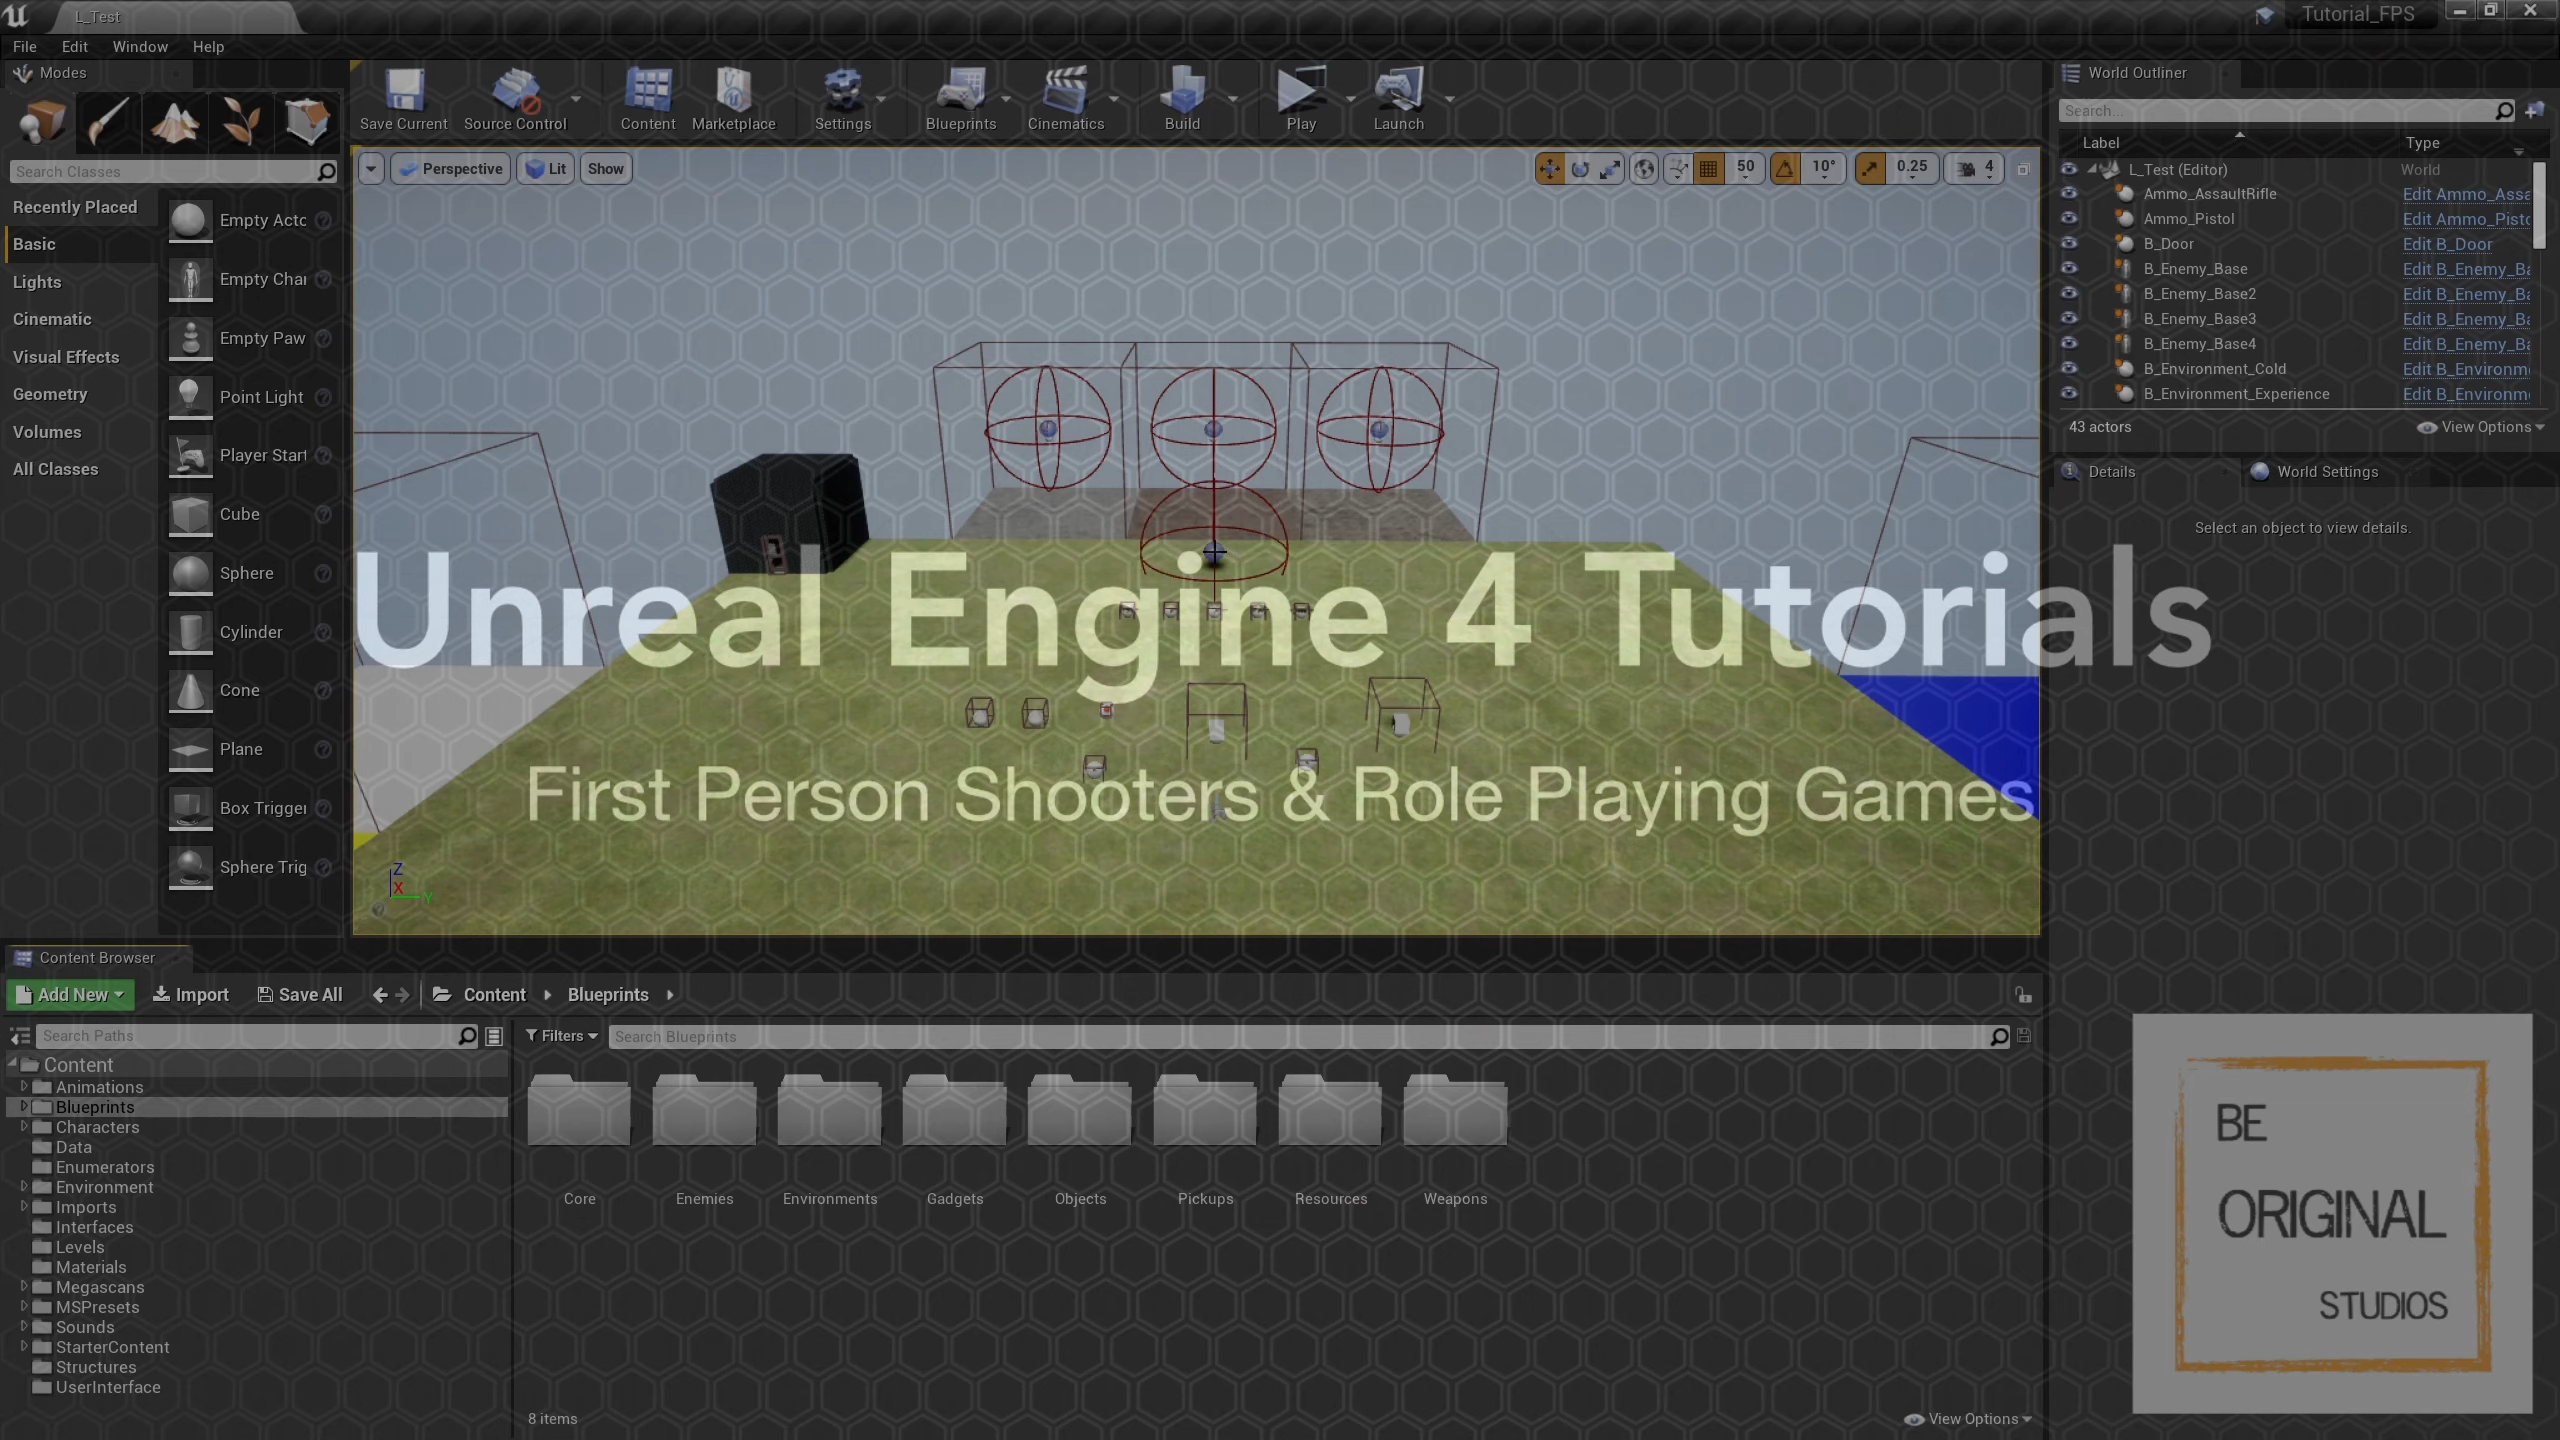 L_Test
Tutorial_FPS
File Edit Window Help
Modes
Search Classes
Recently Placed
Basic
Lights
Cinematic
Visual Effects
Geometry
Volumes
All Classes
Empty Acto
Empty Char
Empty Paw
Point Light
Player Start
Cube
Sphere
Cylinder
Cone
Plane
Box Trigger
Sphere Trig
Save Current Source Control Content Marketplace Settings Blueprints Cinematics Build Play Launch
Perspective Lit Show
50 10° 0.25 4
Unreal Engine 4 Tutorials
First Person Shooters & Role Playing Games
Z
X
Y
World Outliner
Search...
Label Type
L_Test (Editor) World
Ammo_AssaultRifle Edit Ammo_Assa
Ammo_Pistol Edit Ammo_Pisto
B_Door Edit B_Door
B_Enemy_Base Edit B_Enemy_Ba
B_Enemy_Base2 Edit B_Enemy_Ba
B_Enemy_Base3 Edit B_Enemy_Ba
B_Enemy_Base4 Edit B_Enemy_Ba
B_Environment_Cold Edit B_Environm
B_Environment_Experience Edit B_Environm
43 actors View Options
Details World Settings
Select an object to view details.
Content Browser
Add New Import Save All Content Blueprints
Search Paths
Content
Animations
Blueprints
Characters
Data
Enumerators
Environment
Imports
Interfaces
Levels
Materials
Megascans
MSPresets
Sounds
StarterContent
Structures
UserInterface
Filters Search Blueprints
Core Enemies Environments Gadgets Objects Pickups Resources Weapons
8 items View Options
BE
ORIGINAL
STUDIOS